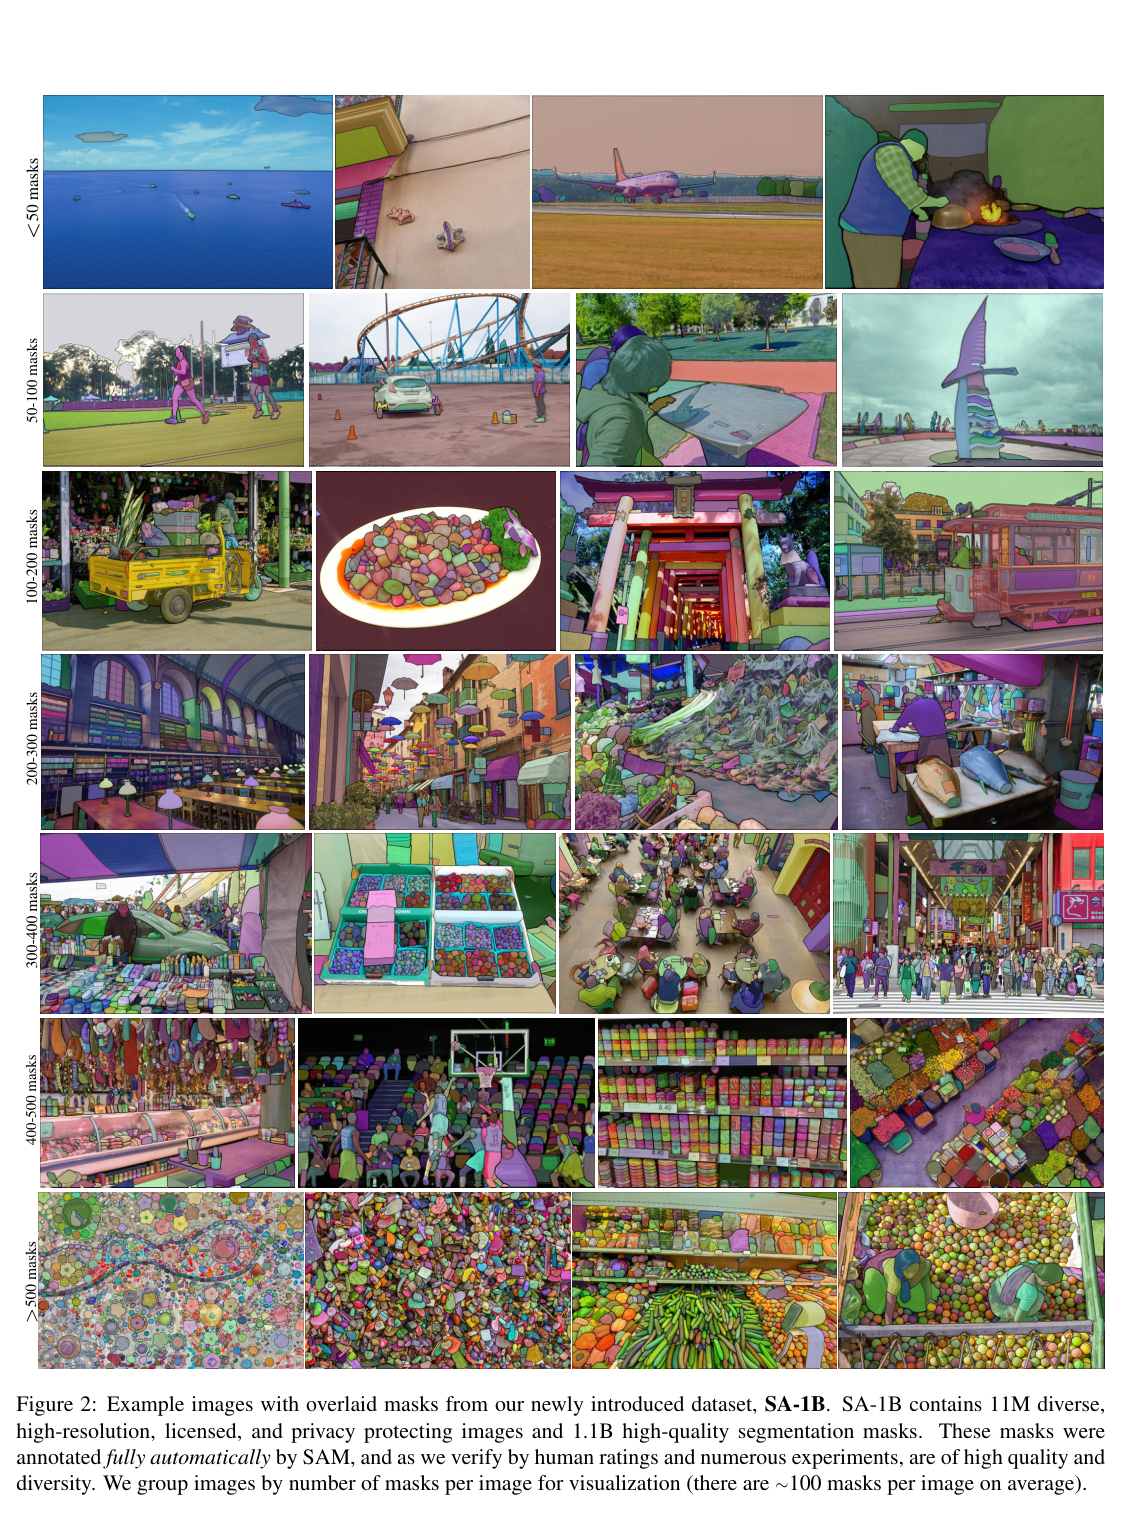 <50 masks
50-100 masks
100-200 masks
200-300 masks
300-400 masks
400-500 masks
>500 masks
Figure 2: Example images with overlaid masks from our newly introduced dataset, SA-1B. SA-1B contains 11M diverse,
high-resolution, licensed, and privacy protecting images and 1.1B high-quality segmentation masks. These masks were
annotated fully automatically by SAM, and as we verify by human ratings and numerous experiments, are of high quality and
diversity. We group images by number of masks per image for visualization (there are ∼100 masks per image on average).